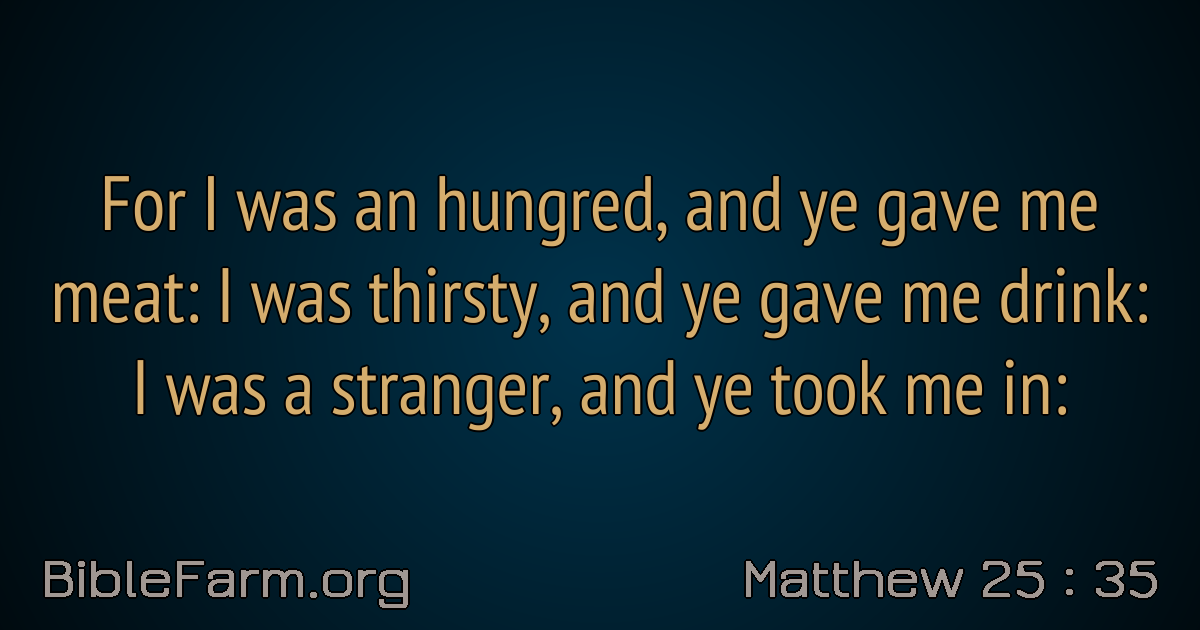 For I was an hungred, and ye gave me
meat: I was thirsty, and ye gave me drink:
I was a stranger, and ye took me in:
BibleFarm.org
Matthew 25 : 35